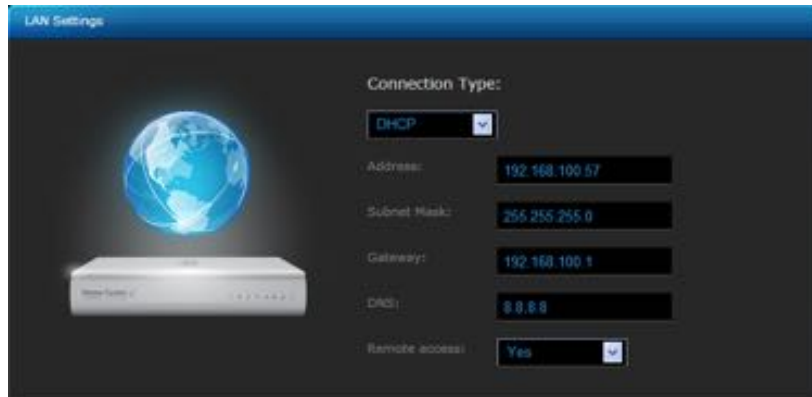 LAN Settings
Connection Type:
DHCP
Address: 192.168.100.57
Subnet Mask: 255.255.255.0
Gateway: 192.168.100.1
DNS: 8.8.8.8
Remote access: Yes